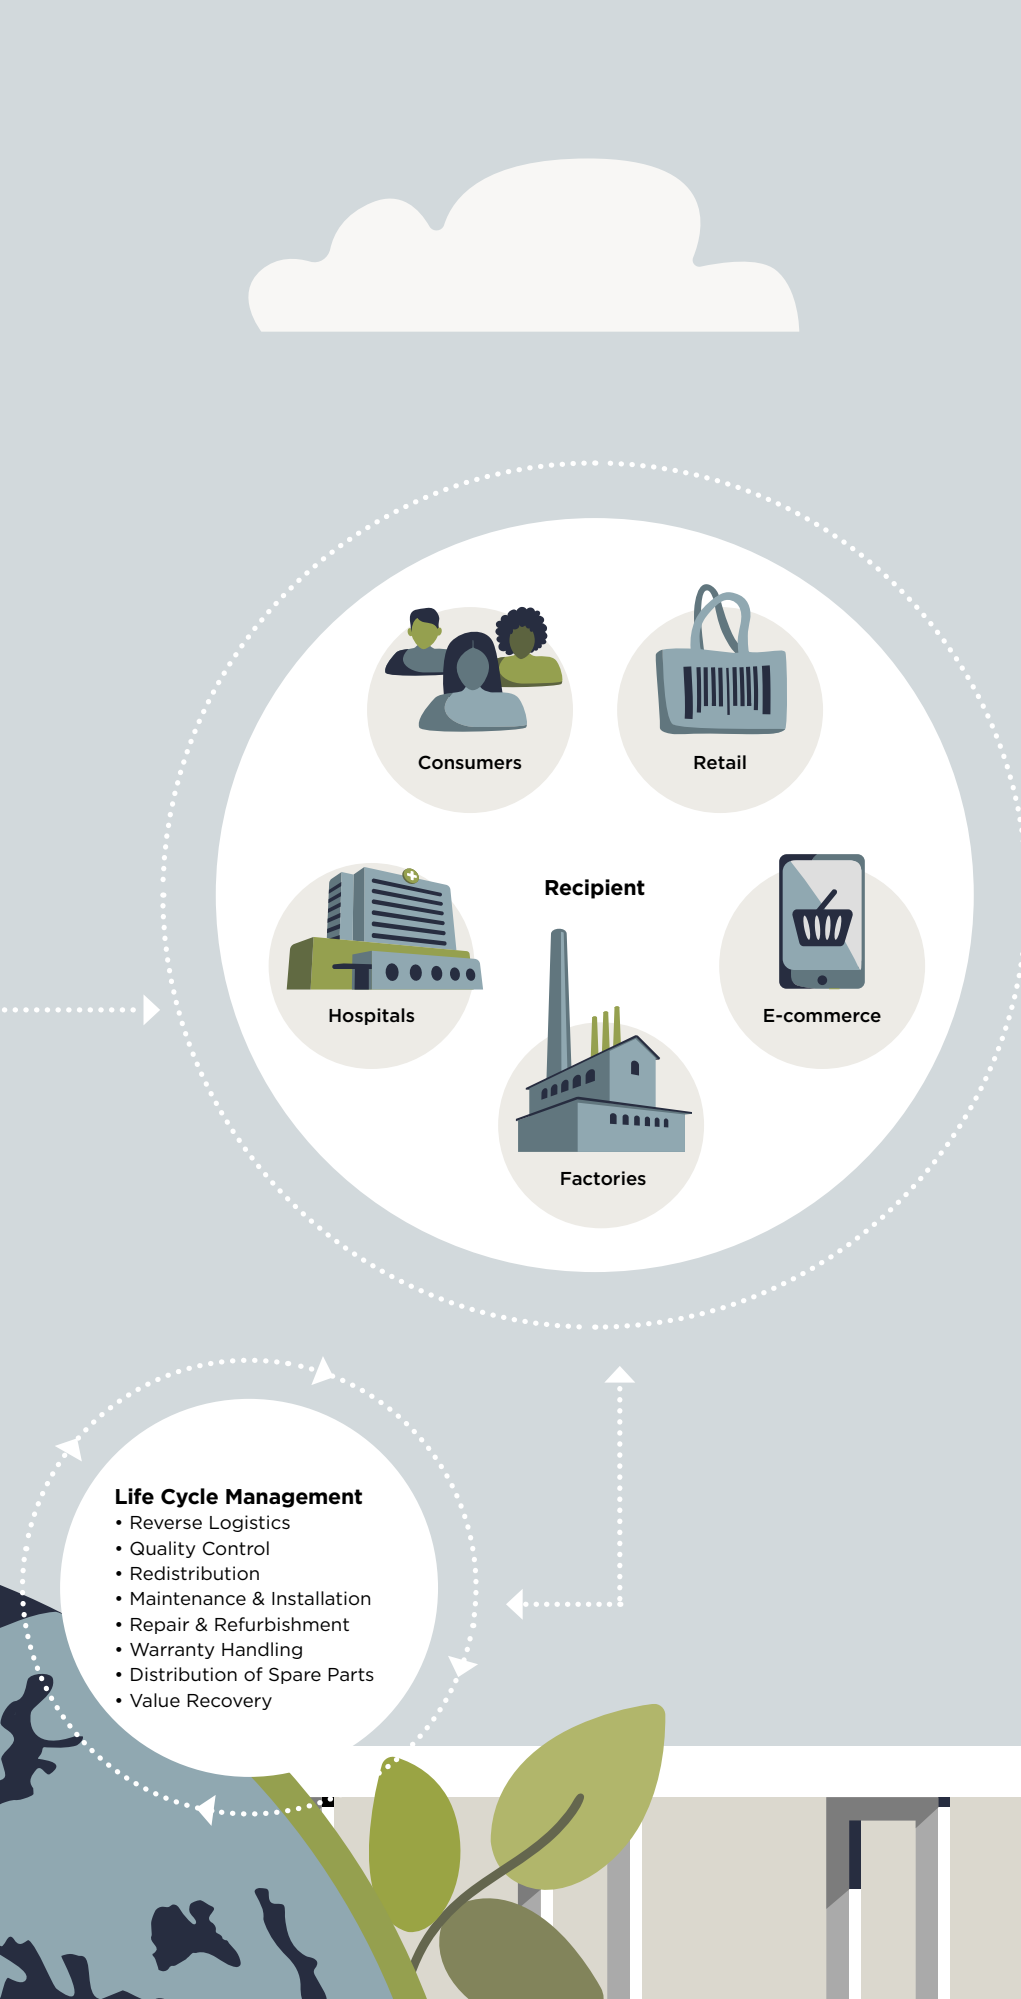 Consumers
Retail
Recipient
Hospitals
E-commerce
Factories
Life Cycle Management
• Reverse Logistics
• Quality Control
• Redistribution
• Maintenance & Installation
• Repair & Refurbishment
• Warranty Handling
• Distribution of Spare Parts
• Value Recovery